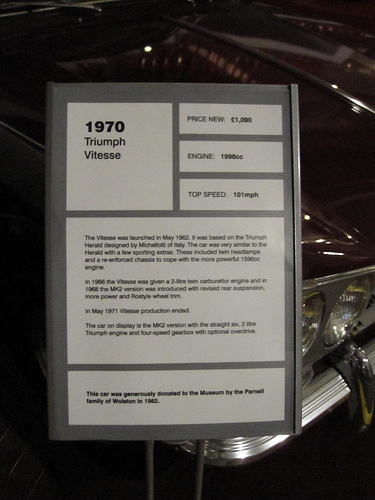 1970
Triumph
Vitesse
PRICE NEW: £1,090
ENGINE: 1998cc
TOP SPEED: 101mph
The Vitesse was launched in May 1962. It was based on the Triumph
Herald designed by Michellotti of Italy. The car was very similar to the
Herald with a few sporting extras. These included twin headlamps
and a re-enforced chassis to cope with the more powerful 1596cc
engine.
In 1966 the Vitesse was given a 2-litre twin carburettor engine and in
1968 the MK2 version was introduced with revised rear suspension,
more power and Rostyle wheel trim.
In May 1971 Vitesse production ended.
The car on display is the MK2 version with the straight six, 2 litre
Triumph engine and four-speed gearbox with optional overdrive.
This car was generously donated to the Museum by the Parnell
family of Wolston in 1982.